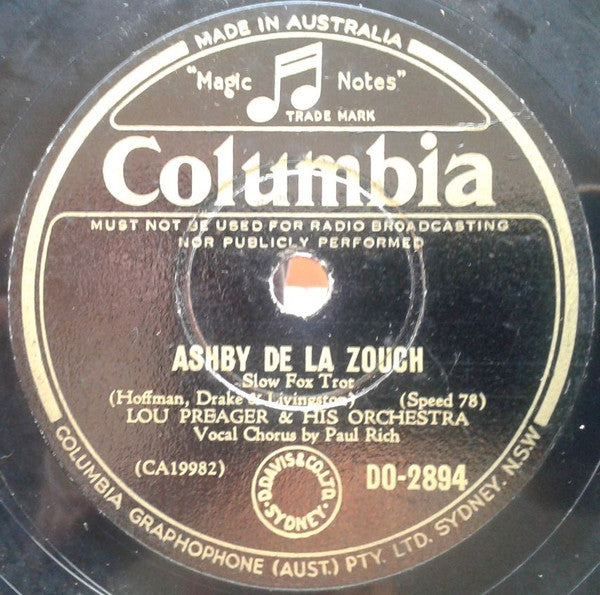 MADE IN AUSTRALIA
"Magic Notes"
TRADE MARK
Columbia
MUST NOT BE USED FOR RADIO BROADCASTING
NOR PUBLICLY PERFORMED
ASHBY DE LA ZOUCH
Slow Fox Trot
(Hoffman, Drake & Livingston) (Speed 78)
LOU PREAGER & HIS ORCHESTRA
Vocal Chorus by Paul Rich
(CA19982)
D. DAVIS & CO. LTD.
SYDNEY.
DO-2894
COLUMBIA GRAPHOPHONE (AUST.) PTY. LTD. SYDNEY. N.S.W.